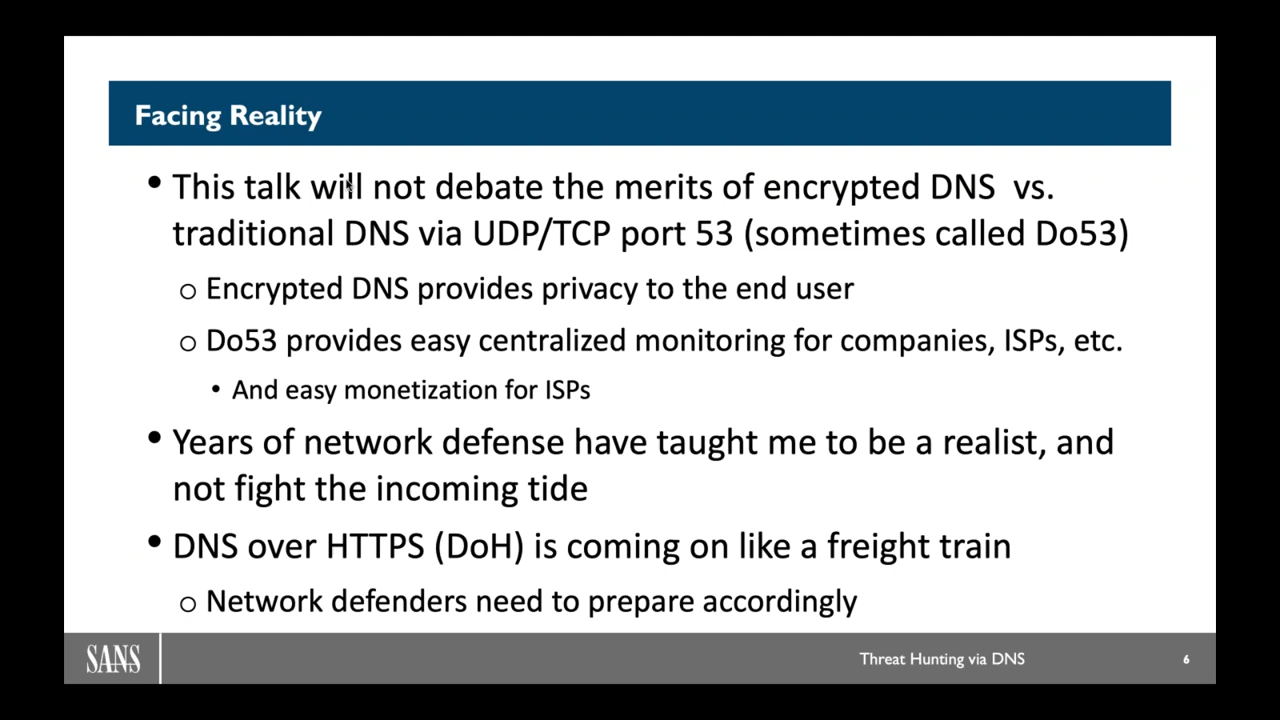 Facing Reality
• This talk will not debate the merits of encrypted DNS  vs.
traditional DNS via UDP/TCP port 53 (sometimes called Do53)
o Encrypted DNS provides privacy to the end user
o Do53 provides easy centralized monitoring for companies, ISPs, etc.
• And easy monetization for ISPs
• Years of network defense have taught me to be a realist, and
not fight the incoming tide
• DNS over HTTPS (DoH) is coming on like a freight train
o Network defenders need to prepare accordingly
SANS
Threat Hunting via DNS
6